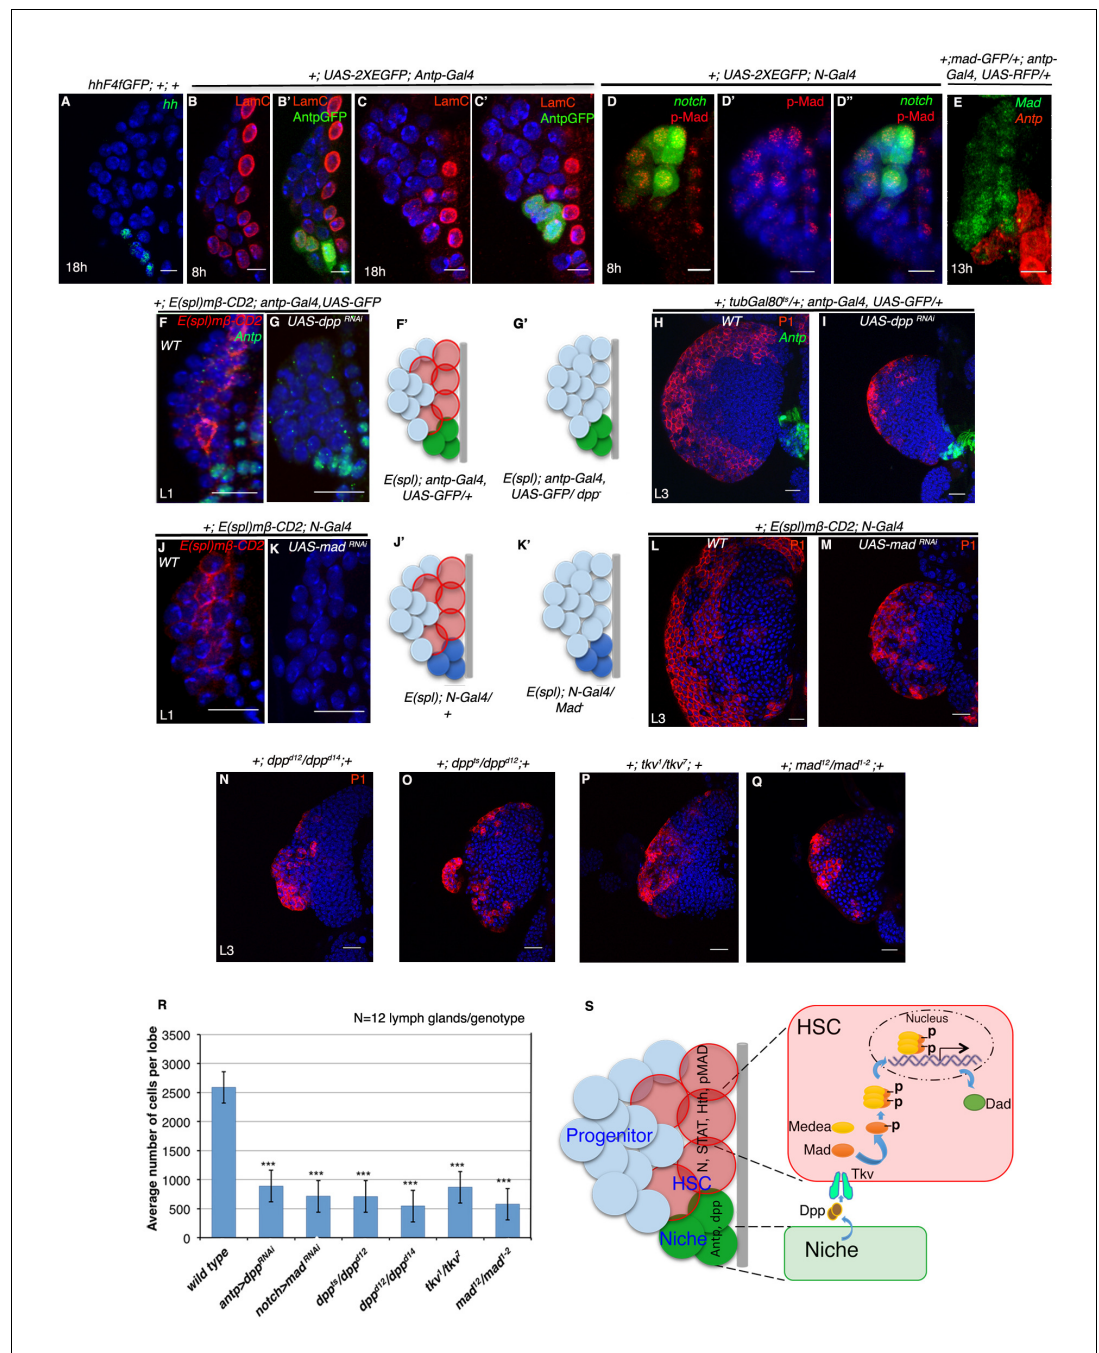 hhF4fGFP; +; +
+; UAS-2XEGFP; Antp-Gal4
+; UAS-2XEGFP; N-Gal4
+;mad-GFP/+; antp-
Gal4, UAS-RFP/+
A
hh
18h
B
LamC
8h
B'
LamC
AntpGFP
C
LamC
18h
C'
LamC
AntpGFP
D
notch
p-Mad
8h
D'
p-Mad
D''
notch
p-Mad
E
Mad
Antp
13h
+; E(spl)mβ-CD2; antp-Gal4,UAS-GFP
F
E(spl)mβ-CD2
Antp
WT
L1
G
UAS-dpp RNAi
F'
E(spl); antp-Gal4,
UAS-GFP/+
G'
E(spl); antp-Gal4,
UAS-GFP/ dpp-
+; tubGal80ts/+; antp-Gal4, UAS-GFP/+
H
WT
P1
Antp
L3
I
UAS-dpp RNAi
+; E(spl)mβ-CD2; N-Gal4
J
E(spl)mβ-CD2
WT
L1
K
UAS-mad RNAi
J'
E(spl); N-Gal4/
+
K'
E(spl); N-Gal4/
Mad-
+; E(spl)mβ-CD2; N-Gal4
L
WT
P1
L3
M
UAS-mad RNAi
P1
+; dppd12/dppd14;+
N
P1
L3
+; dppts/dppd12;+
O
+; tkv1/tkv7; +
P
+; mad12/mad1-2 ;+
Q
R
N=12 lymph glands/genotype
Average number of cells per lobe
3500
3000
2500
2000
1500
1000
500
0
***
***
***
***
***
***
wild type
antp>dppRNAi
notch>madRNAi
dppts/dppd12
dppd12/dppd14
tkv1/tkv7
mad12/mad1-2
S
Progenitor
HSC
Niche
N, STAT, Hth, pMAD
Antp, dpp
HSC
Nucleus
p
p
p
p
Dad
Medea
p
Mad
Tkv
Dpp
Niche